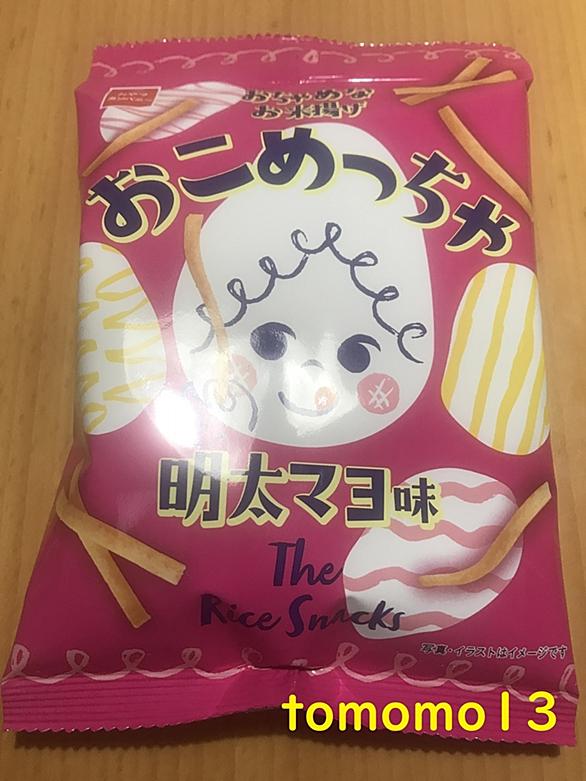 おちゃめな
お米揚げ
おこめっちゃ
明太マヨ味
The
Rice Snacks
写真・イラストはイメージです
tomomo13